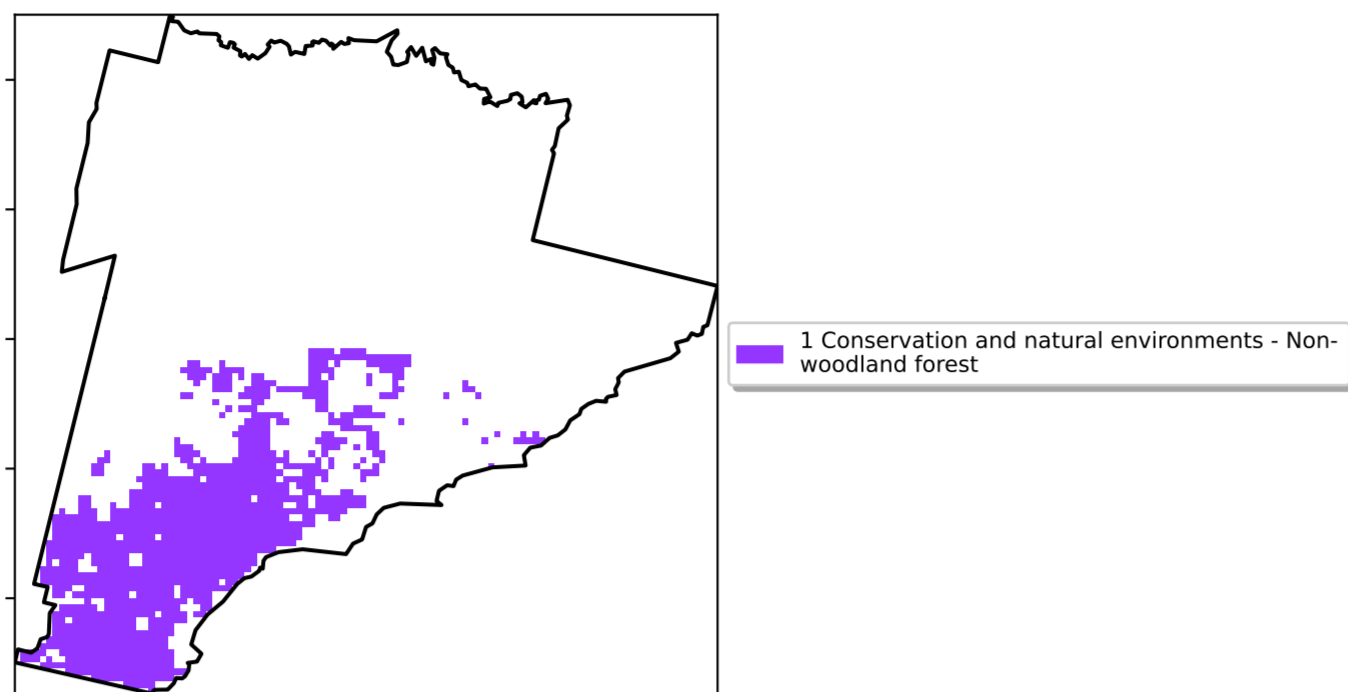 1 Conservation and natural environments - Non-
woodland forest